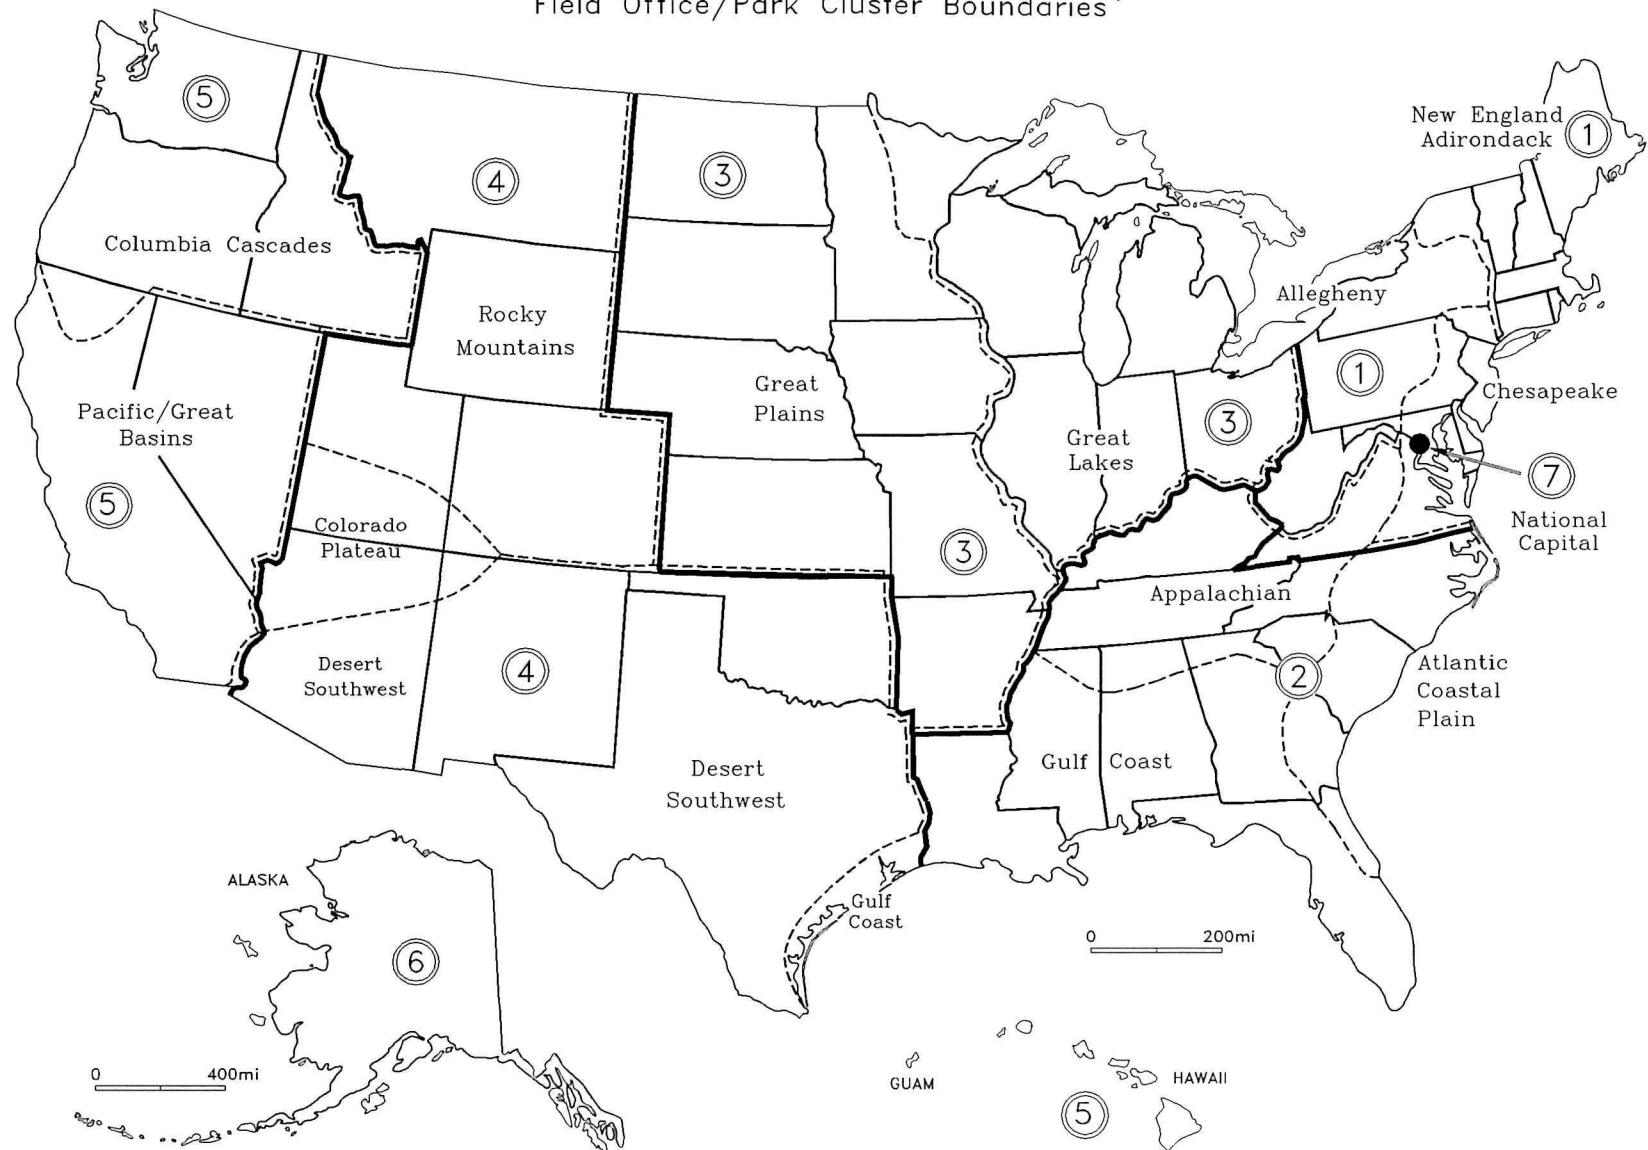 Field Office/Park Cluster Boundaries
5
4
3
New England
Adirondack
1
Columbia Cascades
Allegheny
Rocky
Mountains
1
Great
Plains
Chesapeake
Pacific/Great
Basins
3
Great
Lakes
7
5
Colorado
Plateau
National
Capital
3
Appalachian
Desert
Southwest
4
2
Atlantic
Coastal
Plain
Gulf Coast
Desert
Southwest
ALASKA
Gulf
Coast
0 200mi
6
0 400mi
GUAM
HAWAII
5